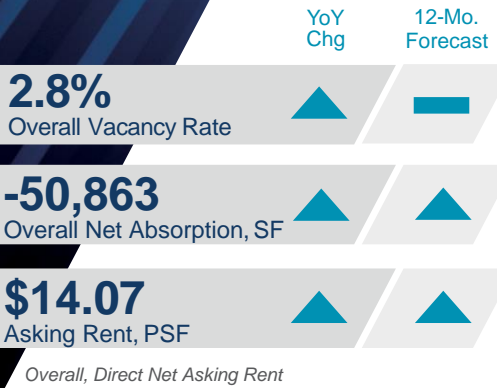 YoY
Chg
12-Mo.
Forecast
2.8%
Overall Vacancy Rate
-50,863
Overall Net Absorption, SF
$14.07
Asking Rent, PSF
Overall, Direct Net Asking Rent